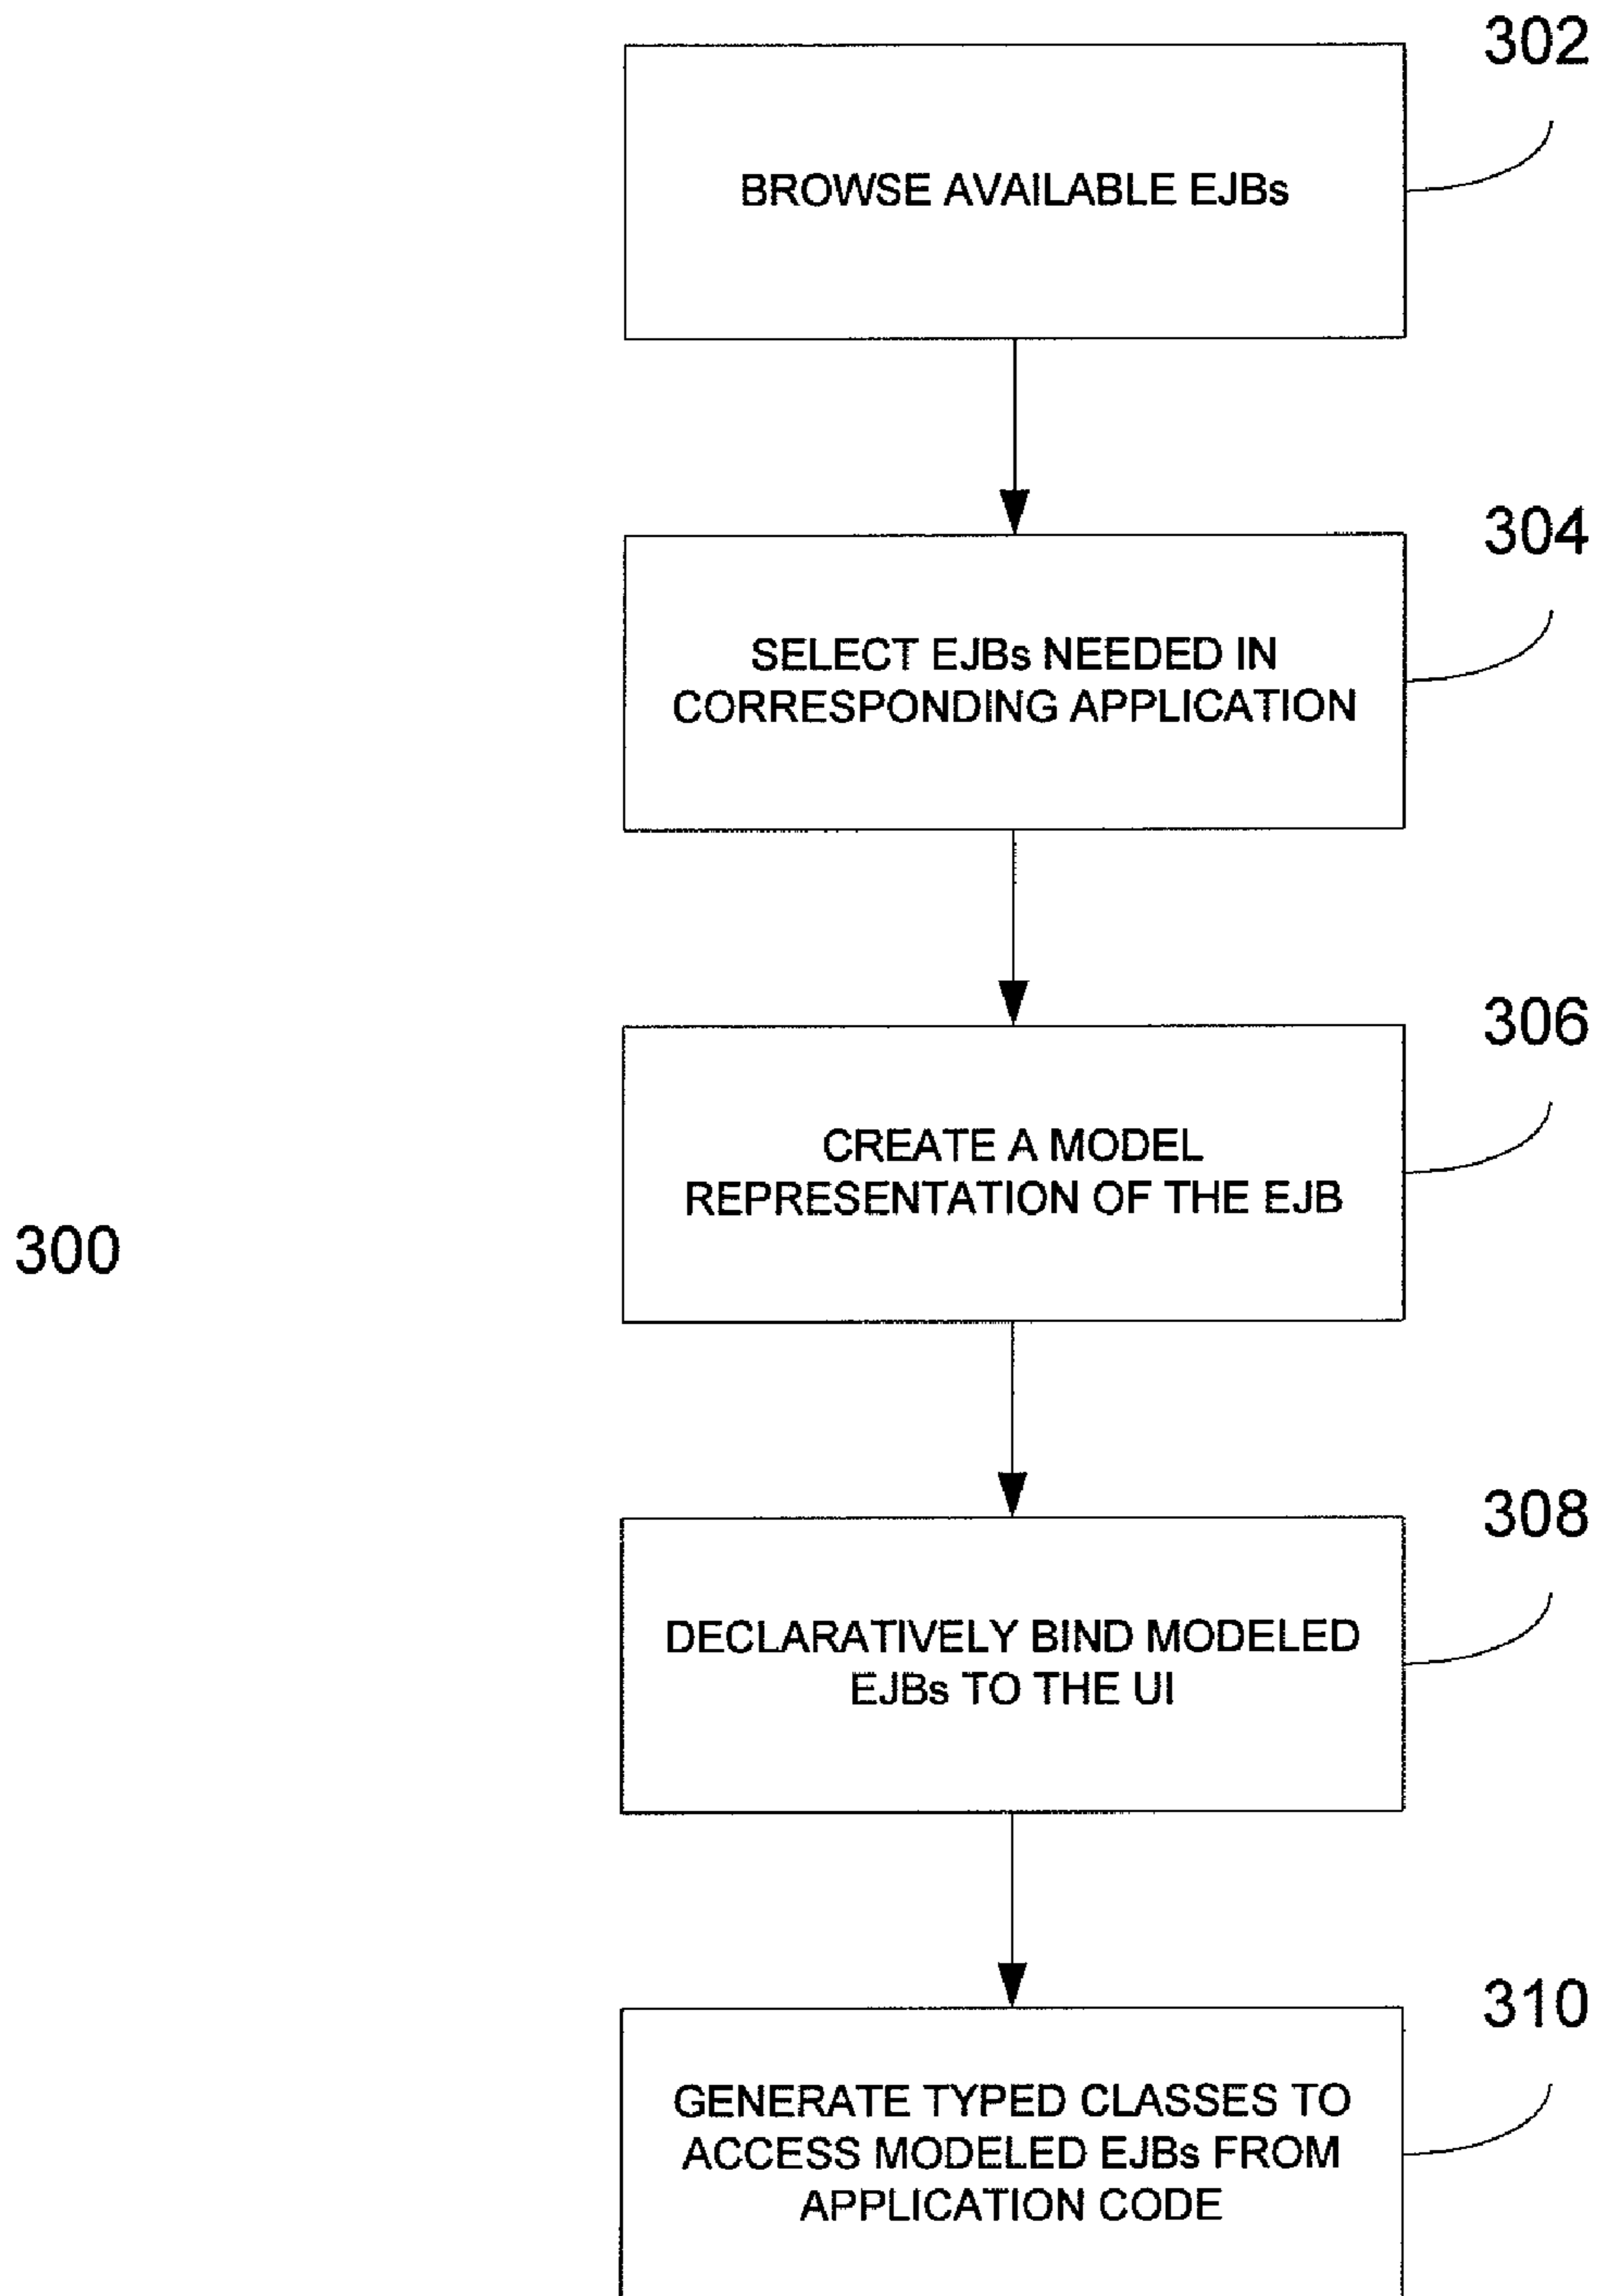 302
BROWSE AVAILABLE EJBs
304
SELECT EJBs NEEDED IN
CORRESPONDING APPLICATION
306
CREATE A MODEL
REPRESENTATION OF THE EJB
300
308
DECLARATIVELY BIND MODELED
EJBs TO THE UI
310
GENERATE TYPED CLASSES TO
ACCESS MODELED EJBs FROM
APPLICATION CODE